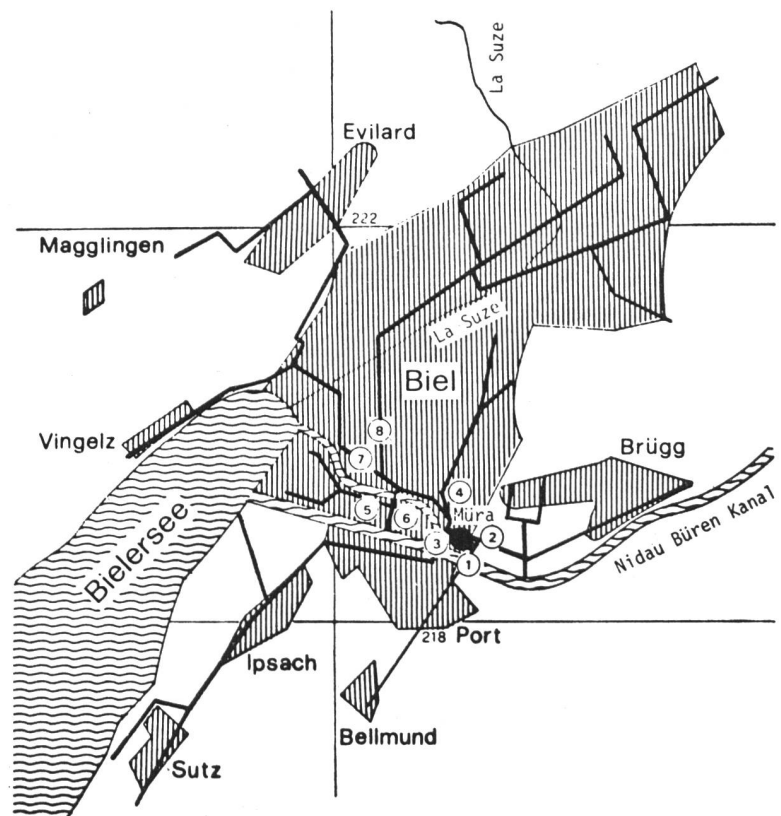 La Suze
Evilard
222
Magglingen
La Suze
Biel
Vingelz
8
Brügg
7
4
Müra
5
6
3
2
1
Bielersee
Nidau Büren Kanal
218 Port
Ipsach
Bellmund
Sutz